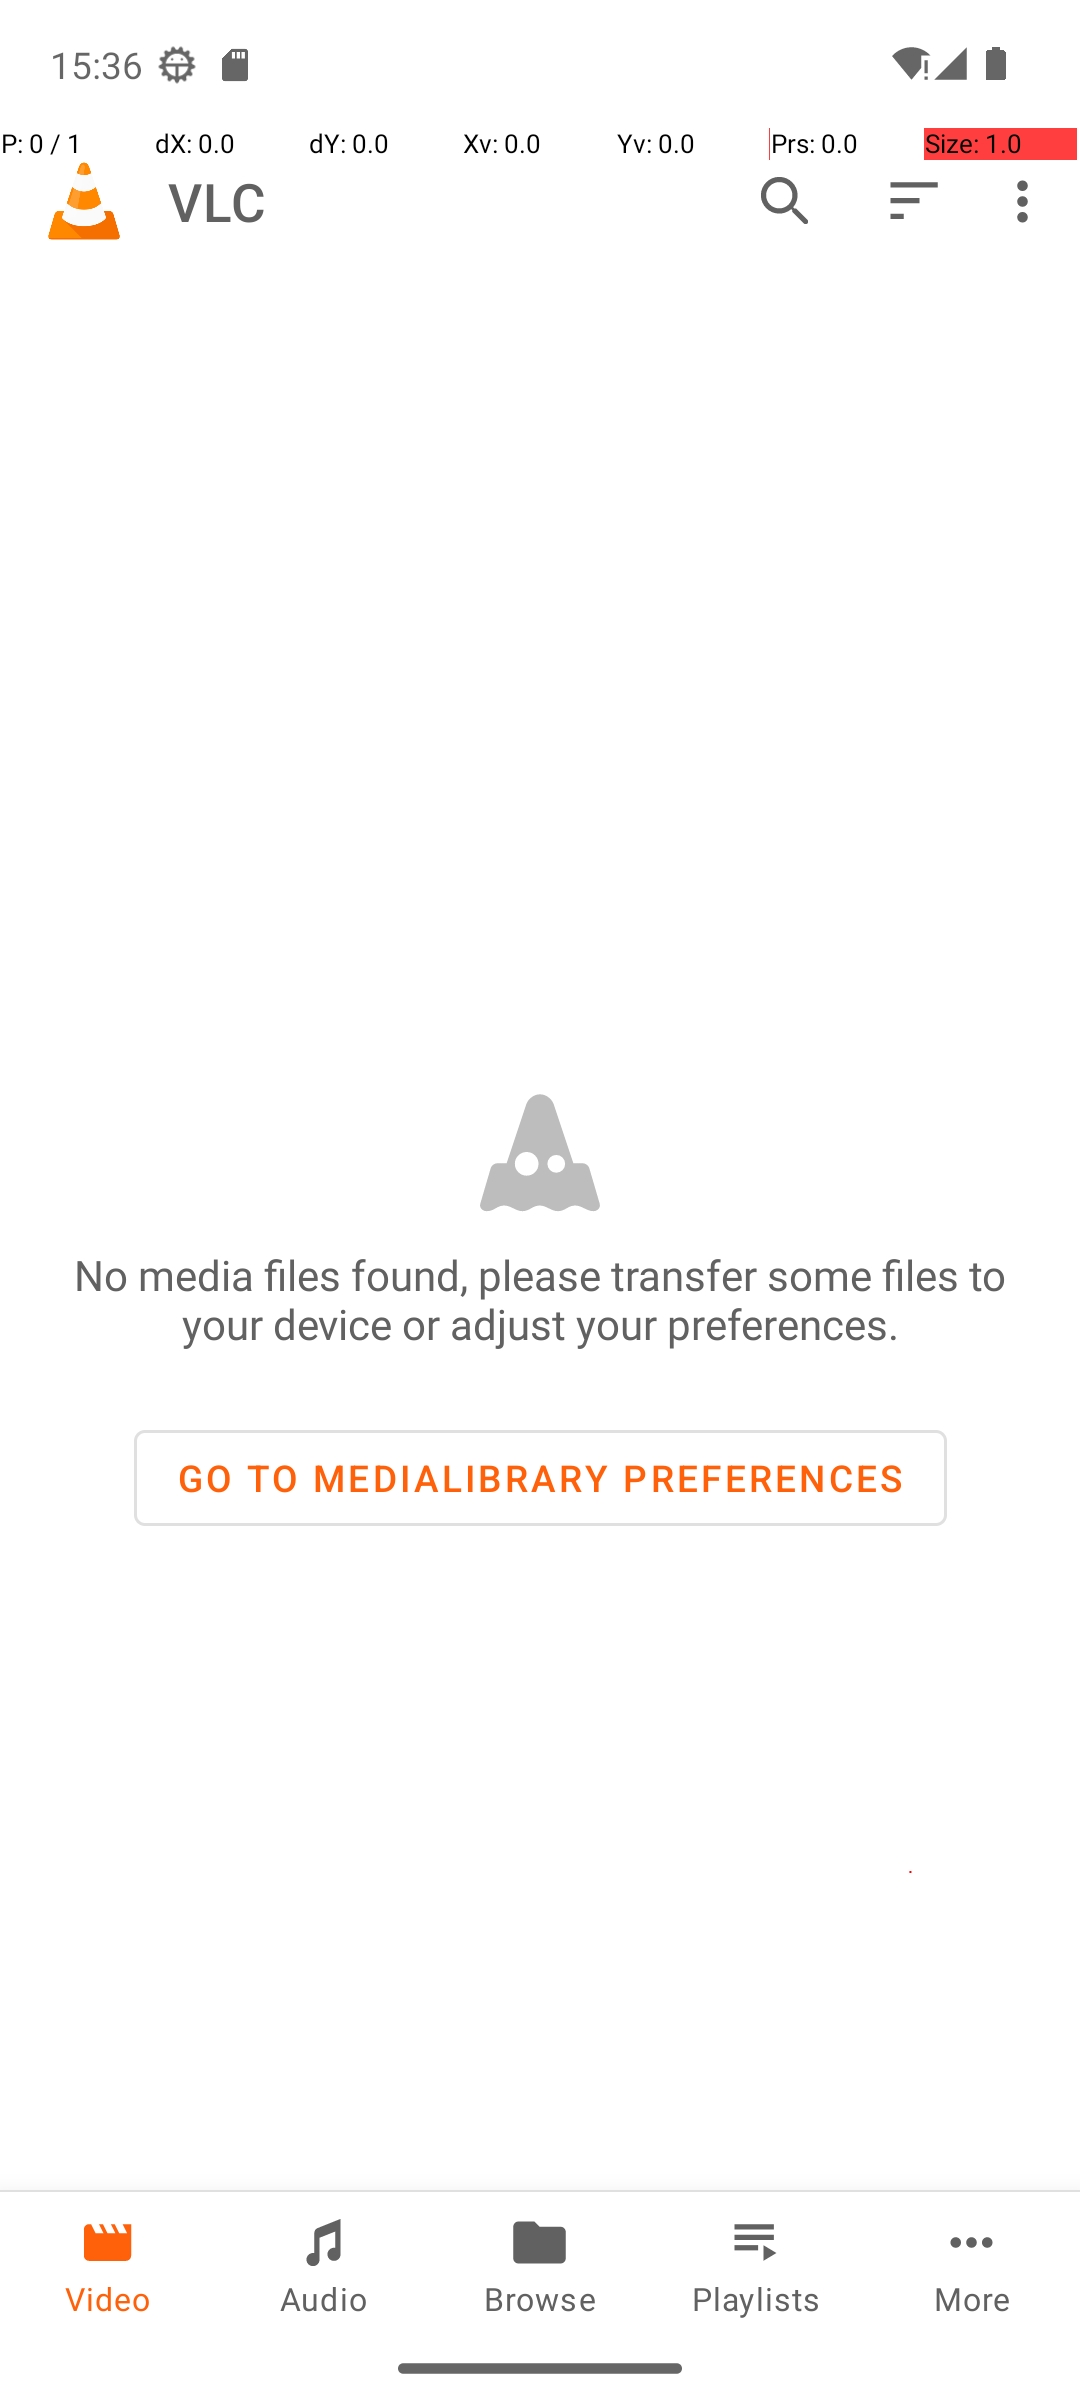 15:36
P: 0 / 1 dX: 0.0 dY: 0.0 Xv: 0.0 Yv: 0.0 Prs: 0.0 Size: 1.0
VLC
No media files found, please transfer some files to
your device or adjust your preferences.
GO TO MEDIALIBRARY PREFERENCES
Video Audio Browse Playlists More